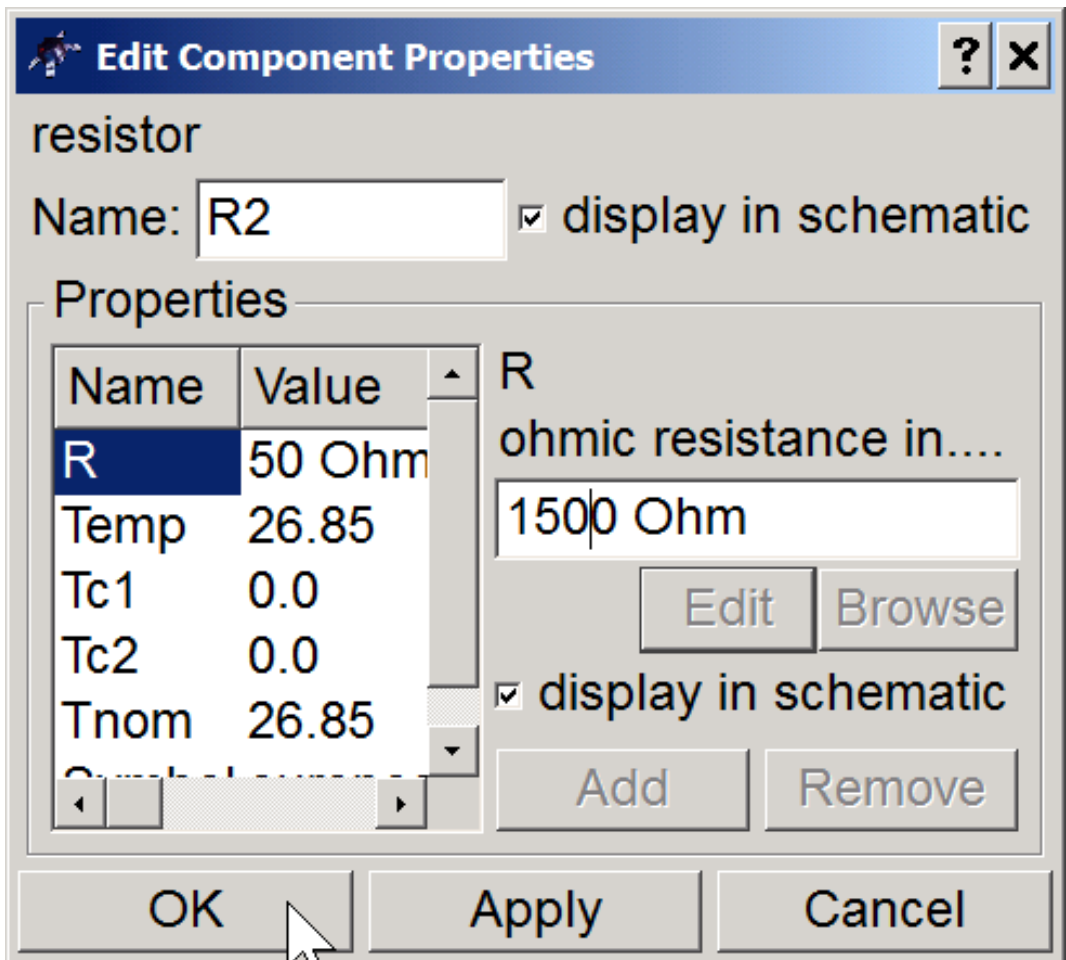 Edit Component Properties ? ×
resistor
Name: R2 display in schematic
Properties
Name Value
R 50 Ohm
Temp 26.85
Tc1 0.0
Tc2 0.0
Tnom 26.85
R
ohmic resistance in....
1500 Ohm
Edit Browse
display in schematic
Add Remove
OK Apply Cancel